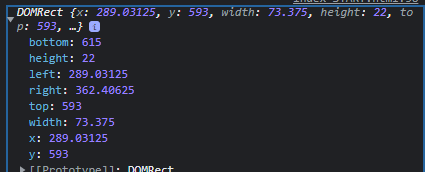 DOMRect {x: 289.03125, y: 593, width: 73.375, height: 22, to
p: 593, …} i
bottom: 615
height: 22
left: 289.03125
right: 362.40625
top: 593
width: 73.375
x: 289.03125
y: 593
[[Prototype]]: DOMRect